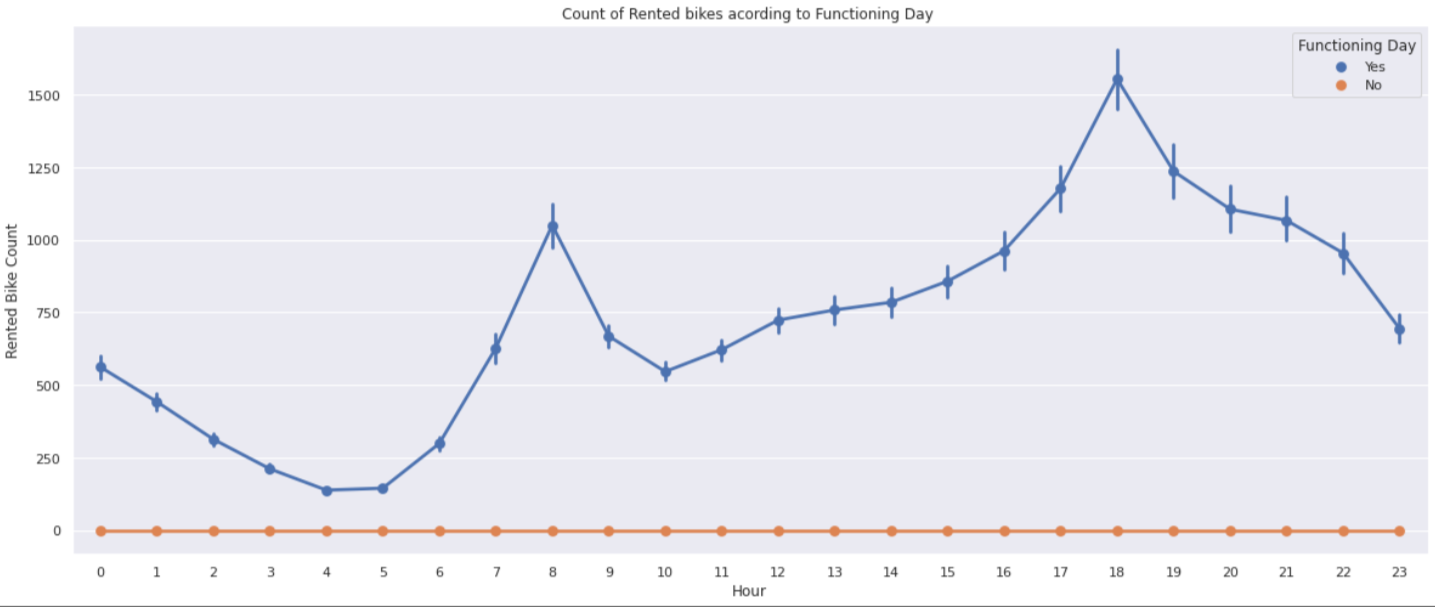 Count of Rented bikes acording to Functioning Day
Functioning Day
Yes
No
Rented Bike Count
1500
1250
1000
750
500
250
0
0 1 2 3 4 5 6 7 8 9 10 11 12 13 14 15 16 17 18 19 20 21 22 23
Hour